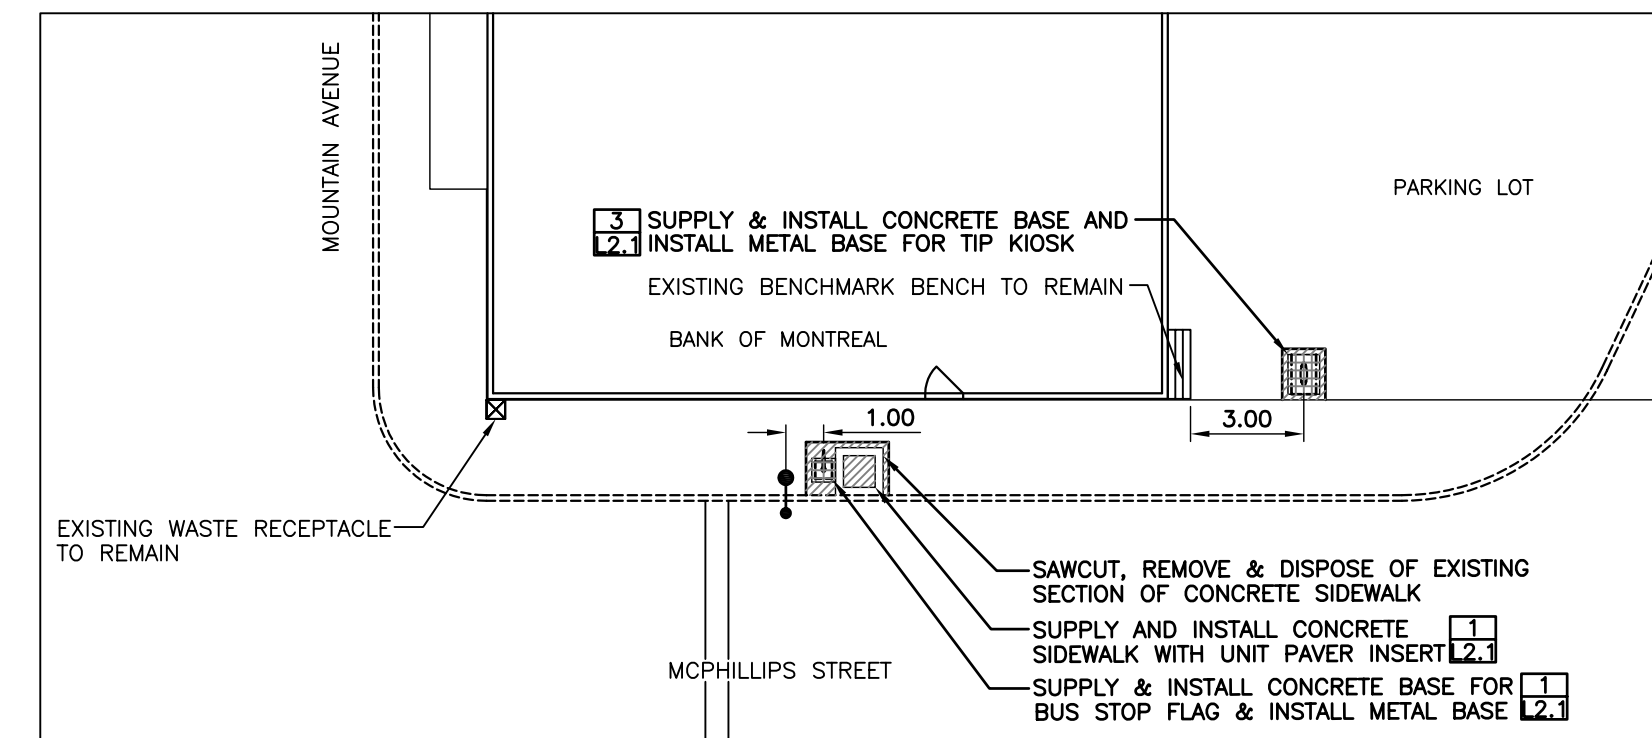 MOUNTAIN AVENUE
PARKING LOT
3 SUPPLY & INSTALL CONCRETE BASE AND
L2.1 INSTALL METAL BASE FOR TIP KIOSK
EXISTING BENCHMARK BENCH TO REMAIN
BANK OF MONTREAL
1.00
3.00
EXISTING WASTE RECEPTACLE
TO REMAIN
SAWCUT, REMOVE & DISPOSE OF EXISTING
SECTION OF CONCRETE SIDEWALK
SUPPLY AND INSTALL CONCRETE 1
SIDEWALK WITH UNIT PAVER INSERT L2.1
MCPHILLIPS STREET
SUPPLY & INSTALL CONCRETE BASE FOR 1
BUS STOP FLAG & INSTALL METAL BASE L2.1